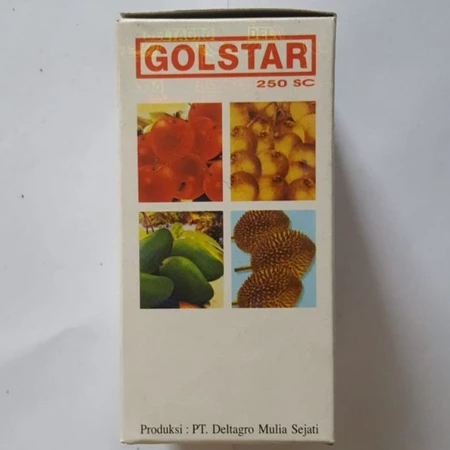 GOLSTAR
250 SC
Produksi : PT. Deltagro Mulia Sejati